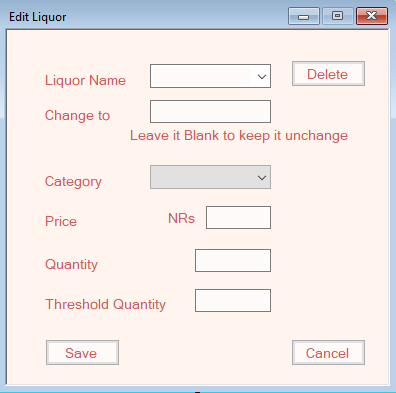 Edit Liquor
Liquor Name
Delete
Change to
Leave it Blank to keep it unchange
Category
Price
NRs
Quantity
Threshold Quantity
Save
Cancel